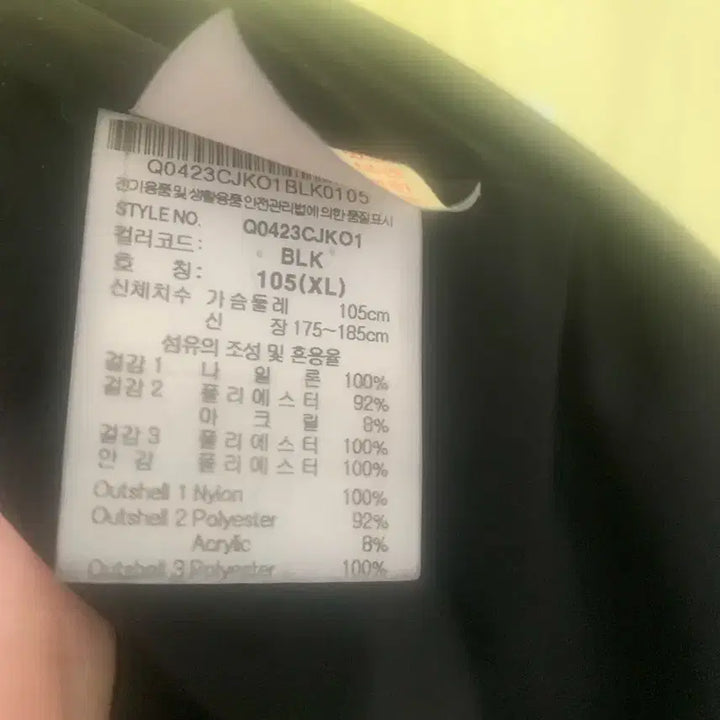 Q0423CJKO1BLK0105
전기용품 및 생활용품 안전관리법에 의한 품질표시
STYLE NO. Q0423CJKO1
컬러코드: BLK
호 칭: 105(XL)
신체치수 가슴둘레 105cm
신 장 175~185cm
섬유의 조성 및 혼용율
겉감 1 나 일 론 100%
겉감 2 폴리에스터 92%
아 크 릴 8%
겉감 3 폴리에스터 100%
안 감 폴리에스터 100%
Outshell 1 Nylon 100%
Outshell 2 Polyester 92%
Acrylic 8%
Outshell 3 Polyester 100%